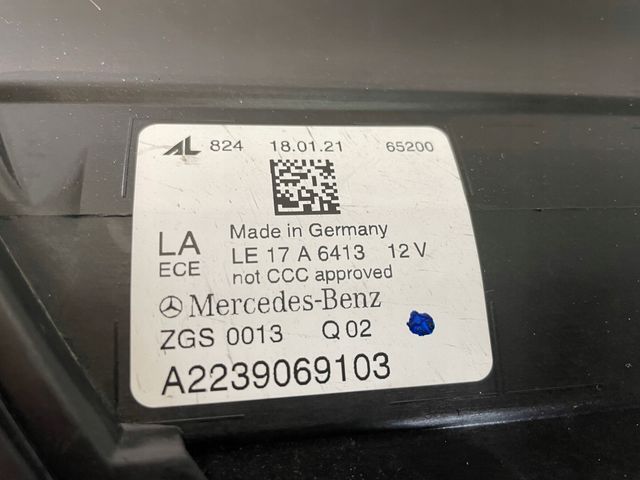 AL 824 18.01.21 65200
Made in Germany
LA LE 17 A 6413 12 V
ECE not CCC approved
Mercedes-Benz
ZGS 0013 Q 02
A2239069103